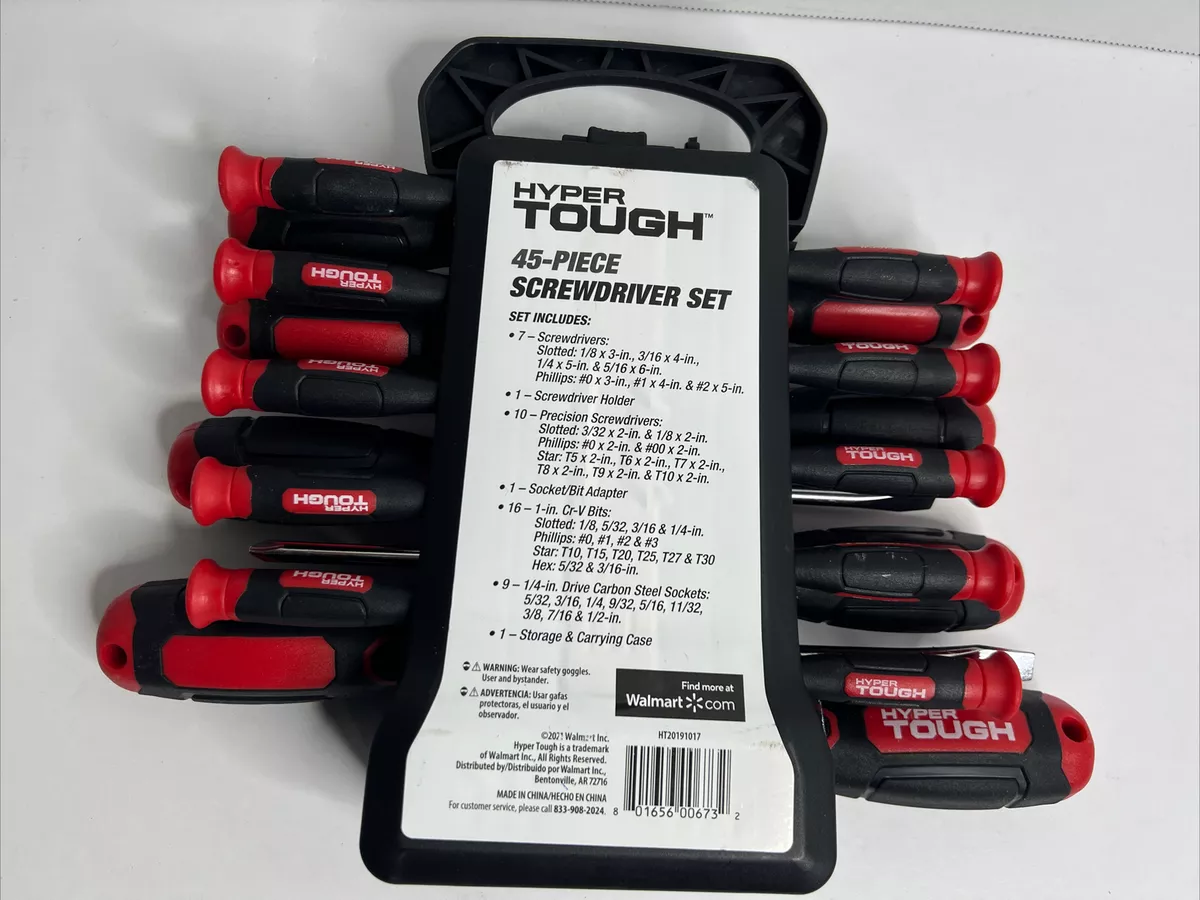 HYPER
TOUGH™
45-PIECE
SCREWDRIVER SET
SET INCLUDES:
• 7 – Screwdrivers:
Slotted: 1/8 x 3-in., 3/16 x 4-in.,
1/4 x 5-in. & 5/16 x 6-in.
Phillips: #0 x 3-in., #1 x 4-in. & #2 x 5-in.
• 1 – Screwdriver Holder
• 10 – Precision Screwdrivers:
Slotted: 3/32 x 2-in. & 1/8 x 2-in.
Phillips: #0 x 2-in. & #00 x 2-in.
Star: T5 x 2-in., T6 x 2-in., T7 x 2-in.,
T8 x 2-in., T9 x 2-in. & T10 x 2-in.
• 1 – Socket/Bit Adapter
• 16 – 1-in. Cr-V Bits:
Slotted: 1/8, 5/32, 3/16 & 1/4-in.
Phillips: #0, #1, #2 & #3
Star: T10, T15, T20, T25, T27 & T30
Hex: 5/32 & 3/16-in.
• 9 – 1/4-in. Drive Carbon Steel Sockets:
5/32, 3/16, 1/4, 9/32, 5/16, 11/32,
3/8, 7/16 & 1/2-in.
• 1 – Storage & Carrying Case
WARNING: Wear safety goggles.
User and bystander.
ADVERTENCIA: Usar gafas
protectoras, el usuario y el
observador.
Find more at
Walmart.com
©2021 Walmart Inc.
Hyper Tough is a trademark
of Walmart Inc., All Rights Reserved.
Distributed by/Distribuido por Walmart Inc.,
Bentonville, AR 72716
MADE IN CHINA/HECHO EN CHINA
For customer service, please call 833-908-2024.
HT20191017
8 01656 00673 2
HYPER
TOUGH
HYPER
TOUGH
HYPER
HYPER
TOUGH
HYPER
TOUGH
TOUGH
HYPER
TOUGH
HYPER
TOUGH
HYPER
TOUGH